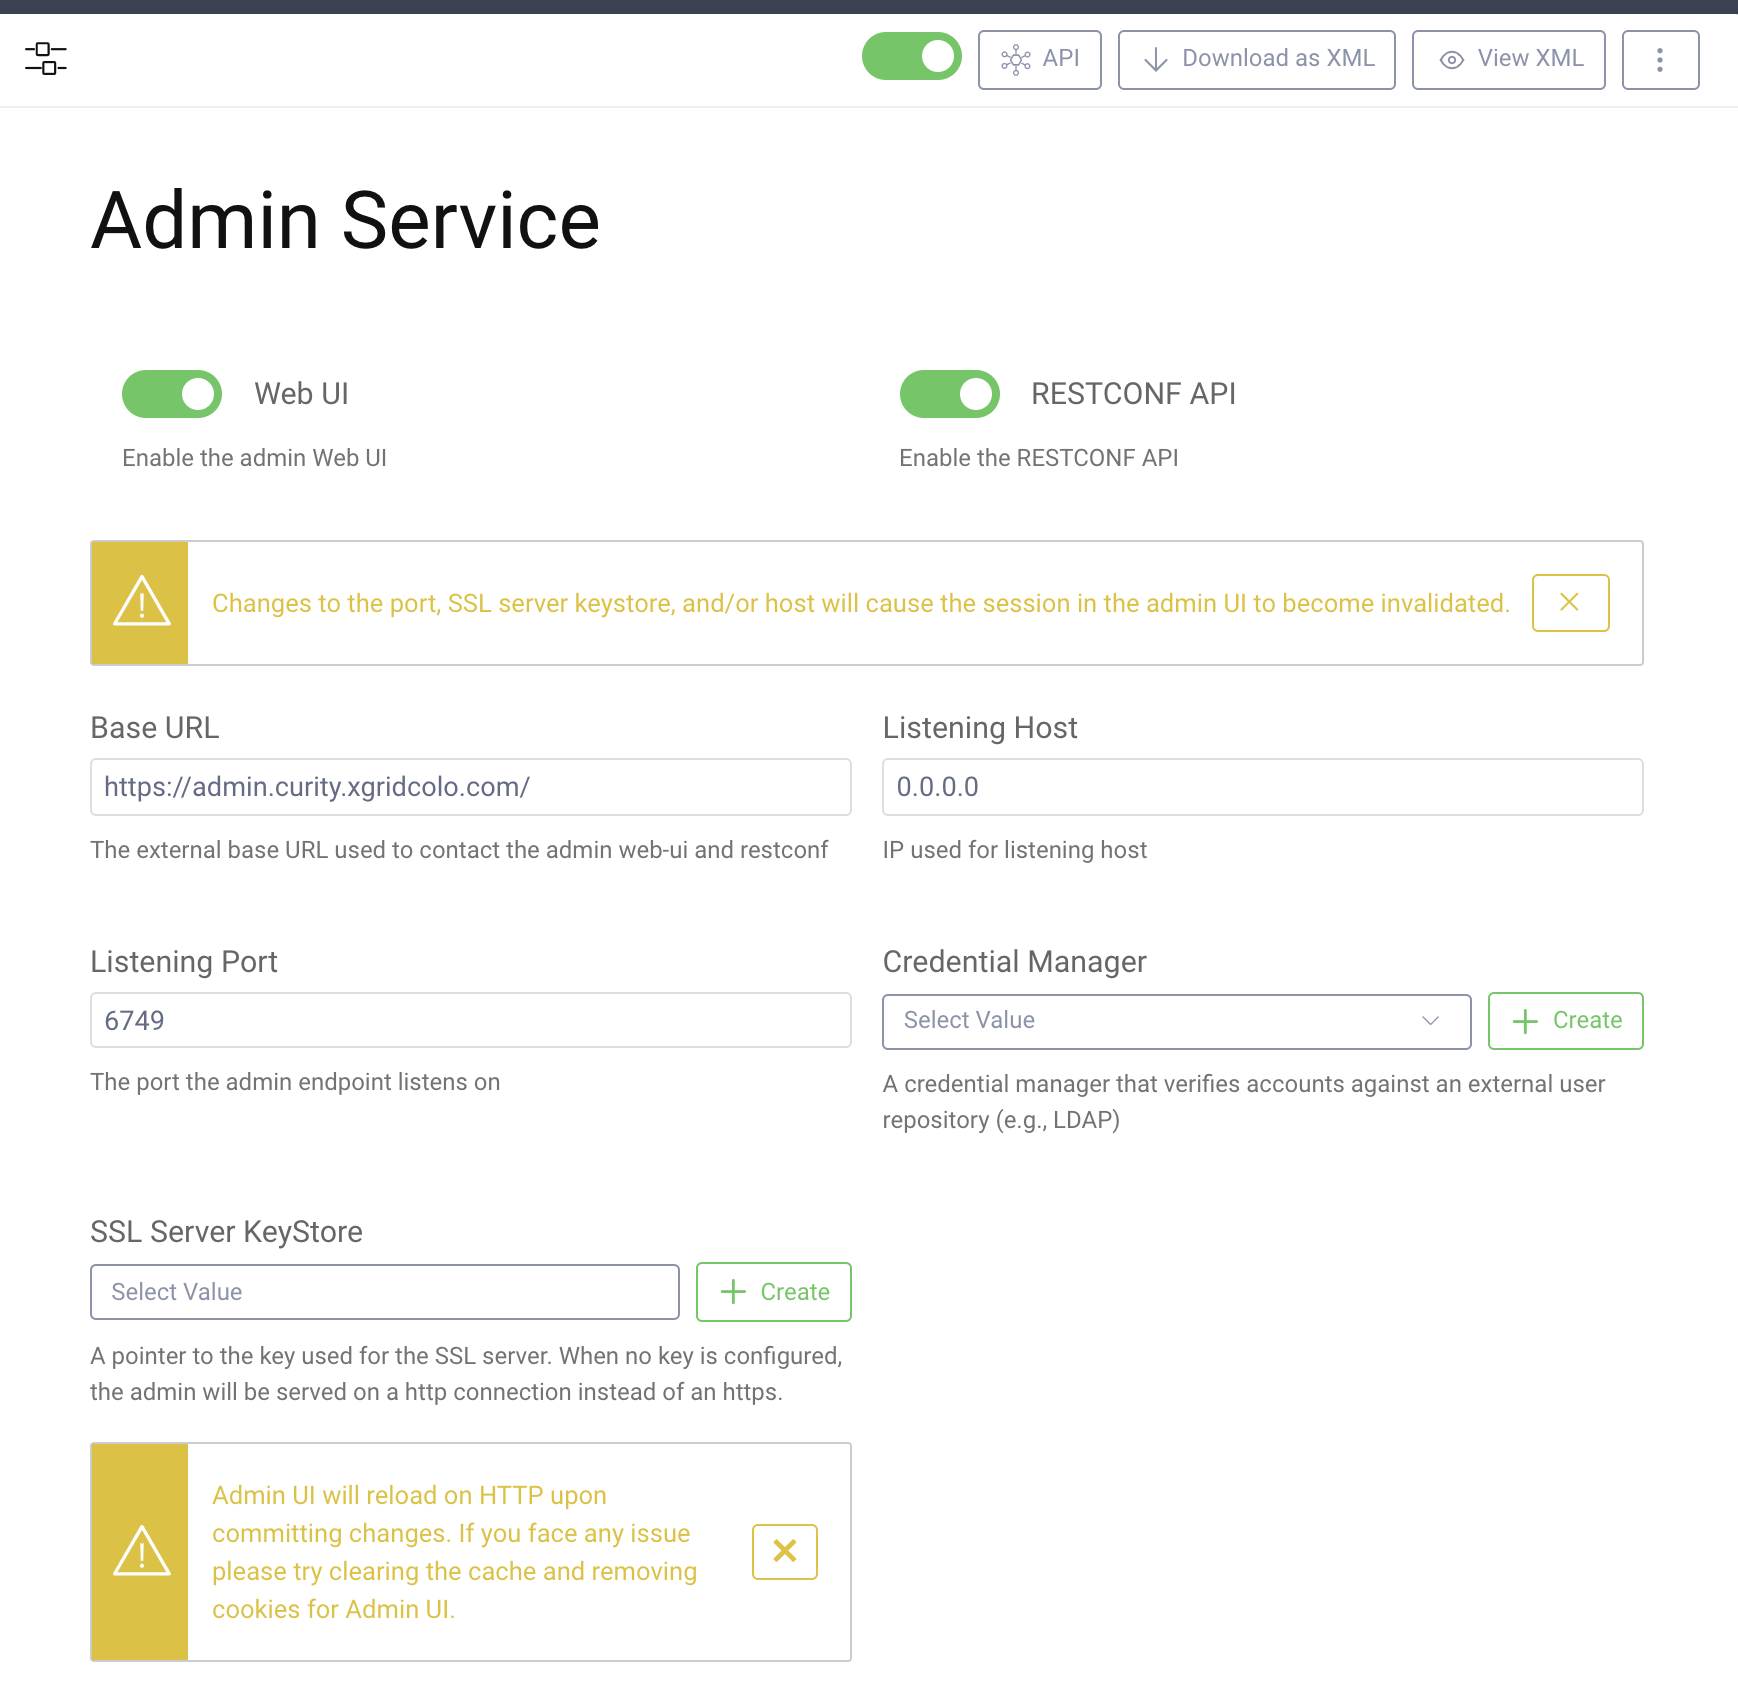 API
Download as XML
View XML
Admin Service
Web UI
RESTCONF API
Enable the admin Web UI
Enable the RESTCONF API
Changes to the port, SSL server keystore, and/or host will cause the session in the admin UI to become invalidated.
Base URL
Listening Host
https://admin.curity.xgridcolo.com/
0.0.0.0
The external base URL used to contact the admin web-ui and restconf
IP used for listening host
Listening Port
Credential Manager
6749
Select Value
Create
The port the admin endpoint listens on
A credential manager that verifies accounts against an external user
repository (e.g., LDAP)
SSL Server KeyStore
Select Value
Create
A pointer to the key used for the SSL server. When no key is configured,
the admin will be served on a http connection instead of an https.
Admin UI will reload on HTTP upon
committing changes. If you face any issue
please try clearing the cache and removing
cookies for Admin UI.